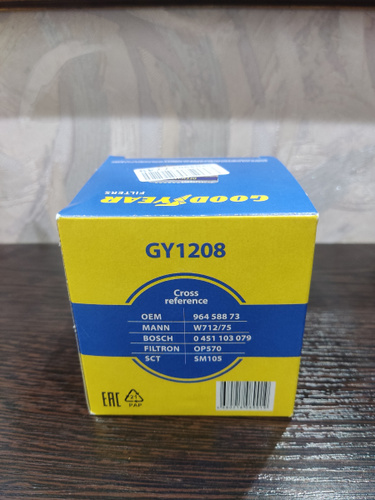 GOODYEAR
FILTERS
GY1208
Cross
reference
OEM 964 588 73
MANN W712/75
BOSCH 0 451 103 079
FILTRON OP570
SCT SM105
EAC
21
PAP